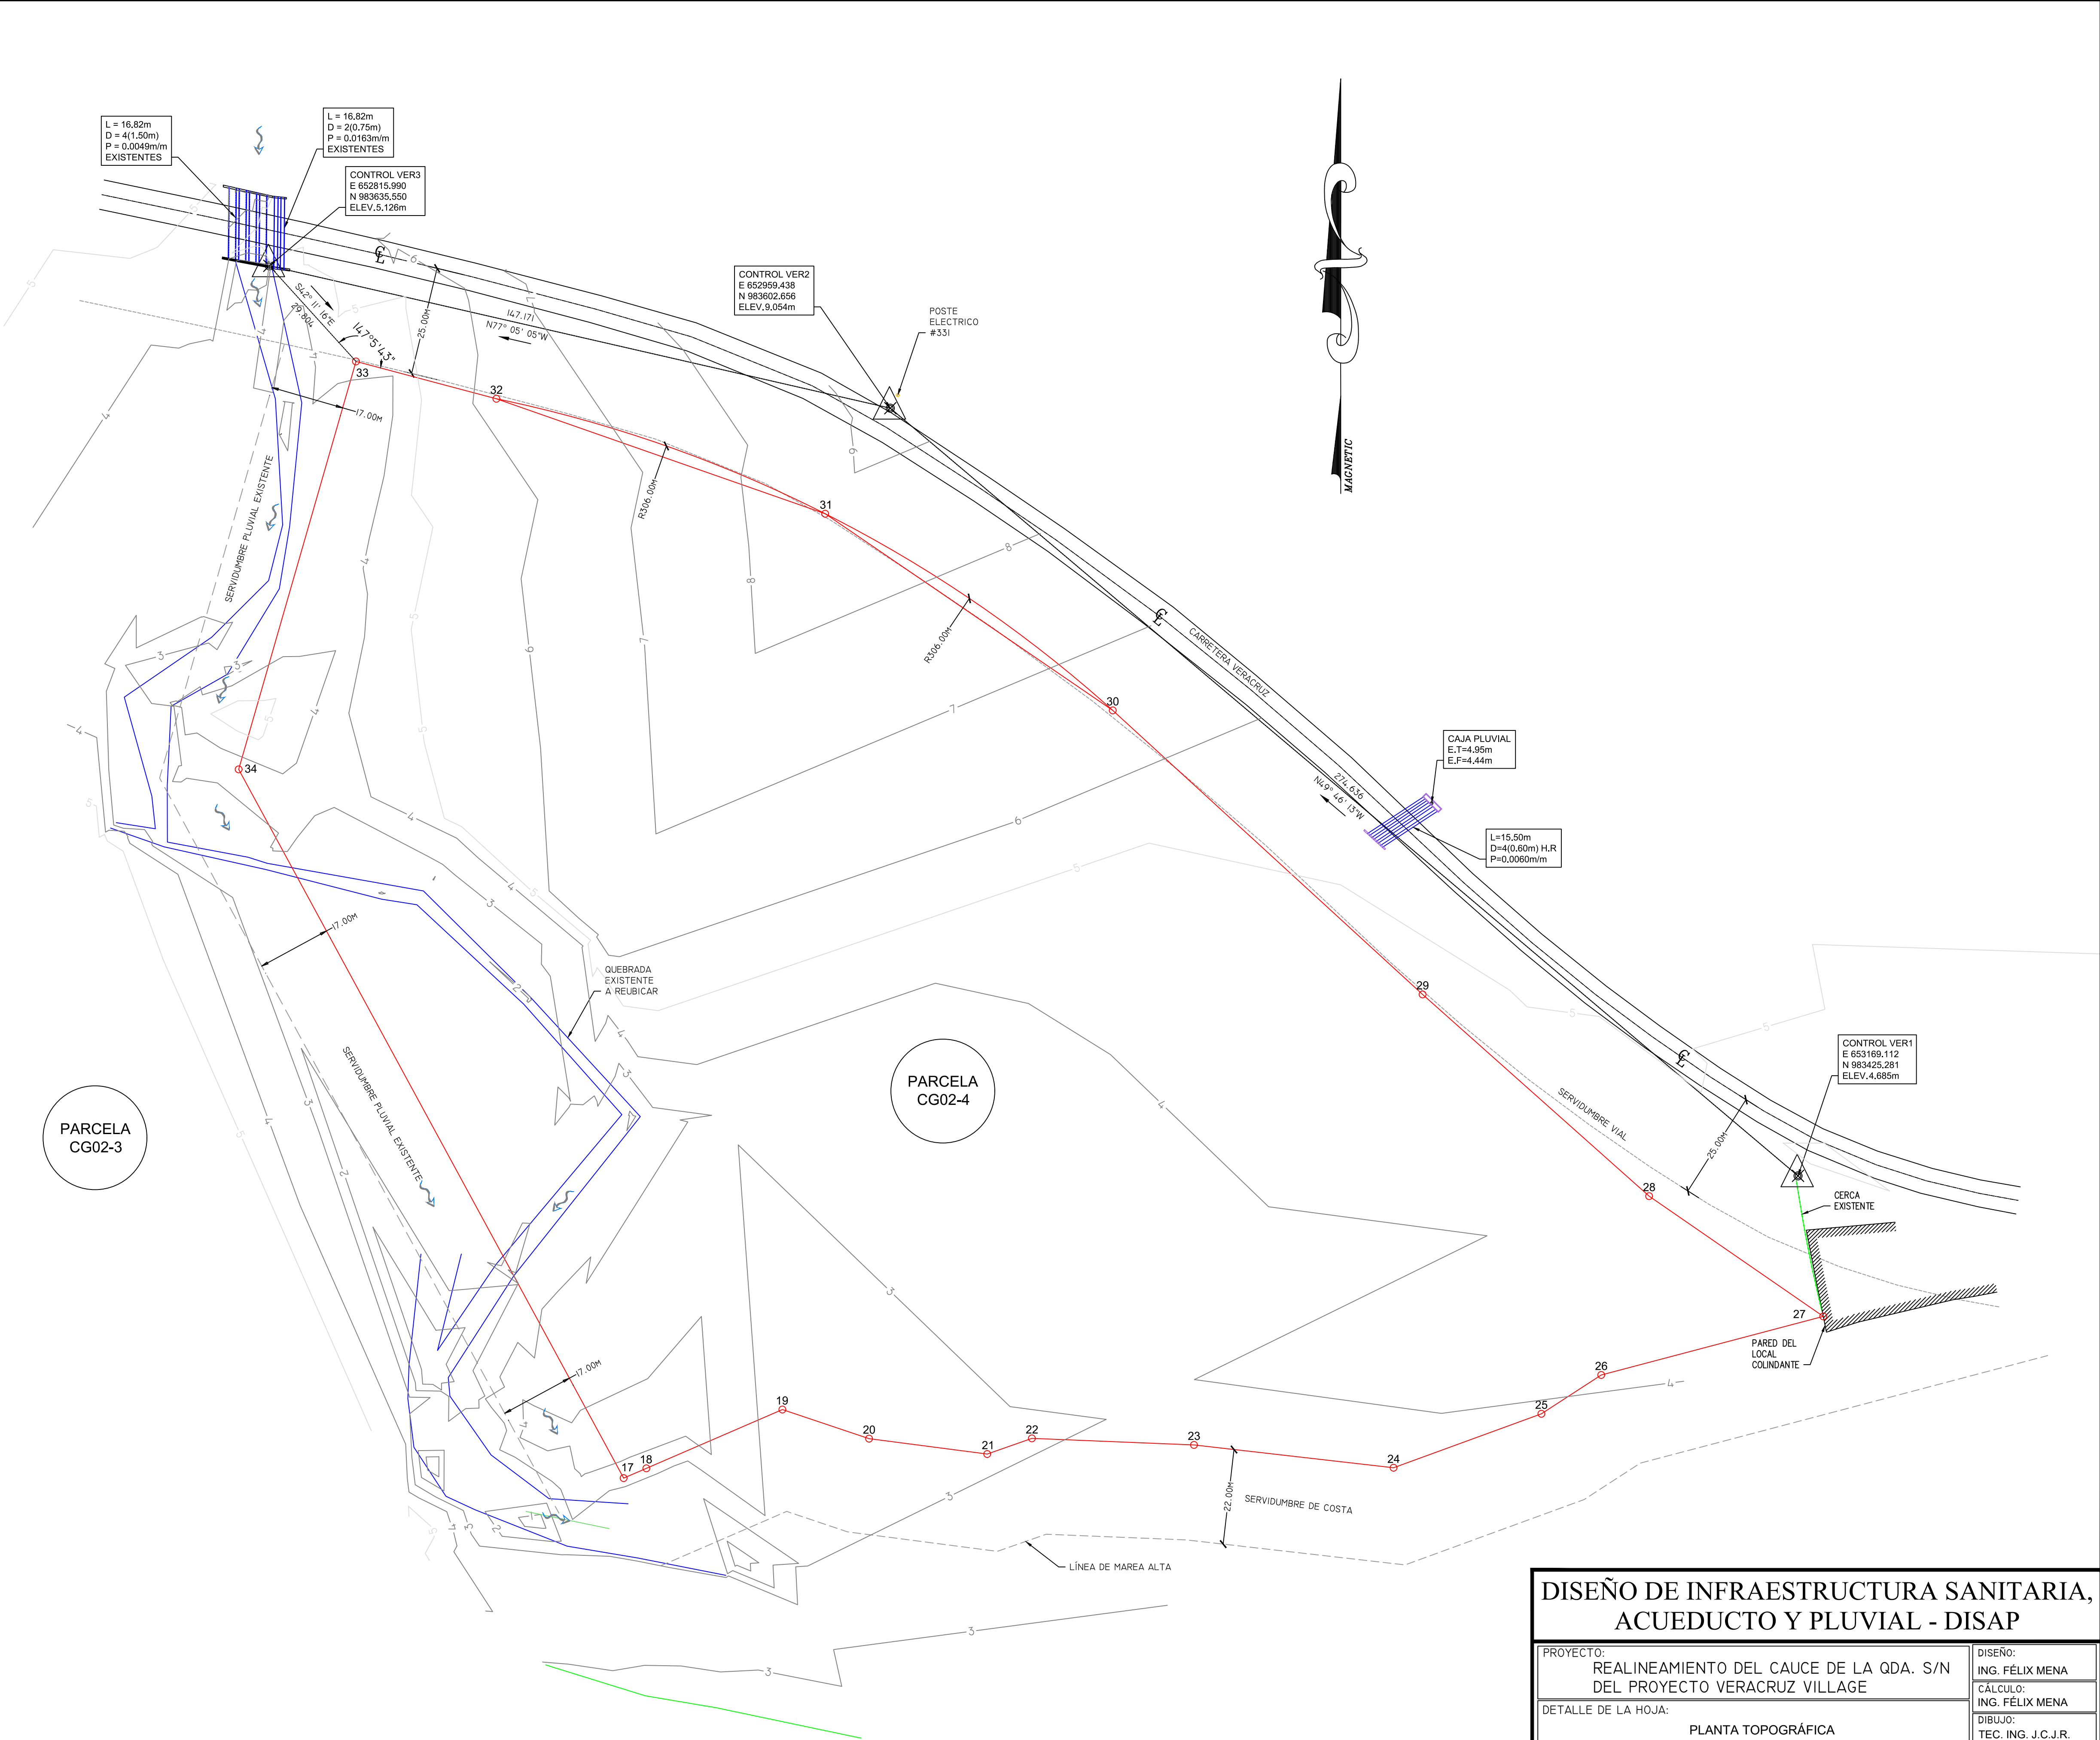 L = 16.82m
D = 4(1.50m)
P = 0.0049m/m
EXISTENTES
L = 16.82m
D = 2(0.75m)
P = 0.0163m/m
EXISTENTES
CONTROL VER3
E 652815.990
N 983635.550
ELEV.5.126m
CONTROL VER2
E 652959.438
N 983602.656
ELEV.9.054m
POSTE
ELECTRICO
#331
MAGNETIC
S42° 11' 16"E
29.804
147°5'43"
25.00M
147.171
N77° 05' 05"W
33
32
31
30
29
28
27
26
25
24
23
22
21
20
19
18
17
34
17.00M
R306.00M
R306.00M
SERVIDUMBRE PLUVIAL EXISTENTE
CARRETERA VERACRUZ
274.636
N49° 46' 13"W
CAJA PLUVIAL
E.T=4.95m
E.F=4.44m
L=15.50m
D=4(0.60m) H.R
P=0.0060m/m
17.00M
QUEBRADA
EXISTENTE
A REUBICAR
SERVIDUMBRE PLUVIAL EXISTENTE
PARCELA
CG02-3
PARCELA
CG02-4
SERVIDUMBRE VIAL
25.00M
CONTROL VER1
E 653169.112
N 983425.281
ELEV.4.685m
CERCA
EXISTENTE
PARED DEL
LOCAL
COLINDANTE
17.00M
22.00M
SERVIDUMBRE DE COSTA
LÍNEA DE MAREA ALTA
DISEÑO DE INFRAESTRUCTURA SANITARIA,
ACUEDUCTO Y PLUVIAL - DISAP
PROYECTO:
REALINEAMIENTO DEL CAUCE DE LA QDA. S/N
DEL PROYECTO VERACRUZ VILLAGE
DETALLE DE LA HOJA:
PLANTA TOPOGRÁFICA
DISEÑO:
ING. FÉLIX MENA
CÁLCULO:
ING. FÉLIX MENA
DIBUJO:
TEC. ING. J.C.J.R.